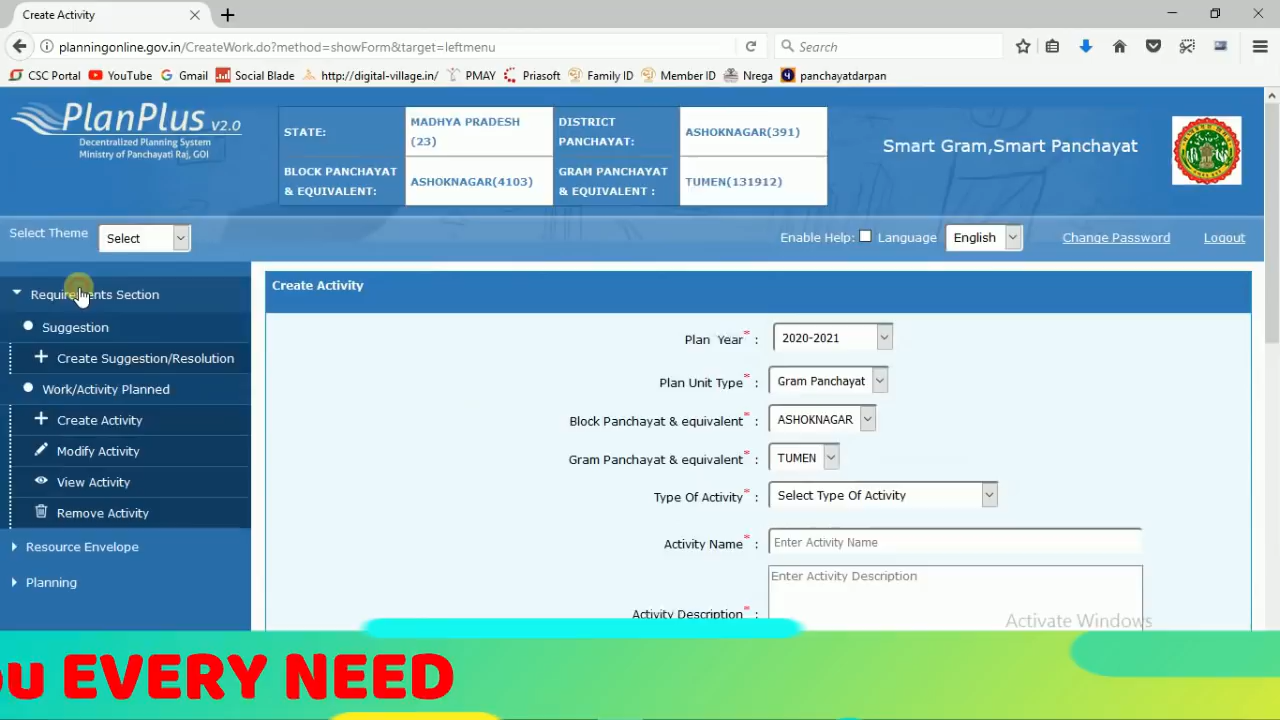 Create Activity
planningonline.gov.in/CreateWork.do?method=showForm&target=leftmenu
Search
CSC Portal YouTube Gmail Social Blade http://digital-village.in/ PMAY Priasoft Family ID Member ID Nrega panchayatdarpan
PlanPlus V2.0
Decentralized Planning System
Ministry of Panchayati Raj, GOI
STATE: MADHYA PRADESH (23) DISTRICT PANCHAYAT: ASHOKNAGAR(391)
BLOCK PANCHAYAT & EQUIVALENT: ASHOKNAGAR(4103) GRAM PANCHAYAT & EQUIVALENT : TUMEN(131912)
Smart Gram,Smart Panchayat
Select Theme Select Enable Help: Language English Change Password Logout
Requirements Section
Suggestion
Create Suggestion/Resolution
Work/Activity Planned
Create Activity
Modify Activity
View Activity
Remove Activity
Resource Envelope
Planning
Create Activity
Plan Year* : 2020-2021
Plan Unit Type* : Gram Panchayat
Block Panchayat & equivalent* : ASHOKNAGAR
Gram Panchayat & equivalent* : TUMEN
Type Of Activity* : Select Type Of Activity
Activity Name* : Enter Activity Name
Activity Description* : Enter Activity Description
Activate Windows
ou EVERY NEED